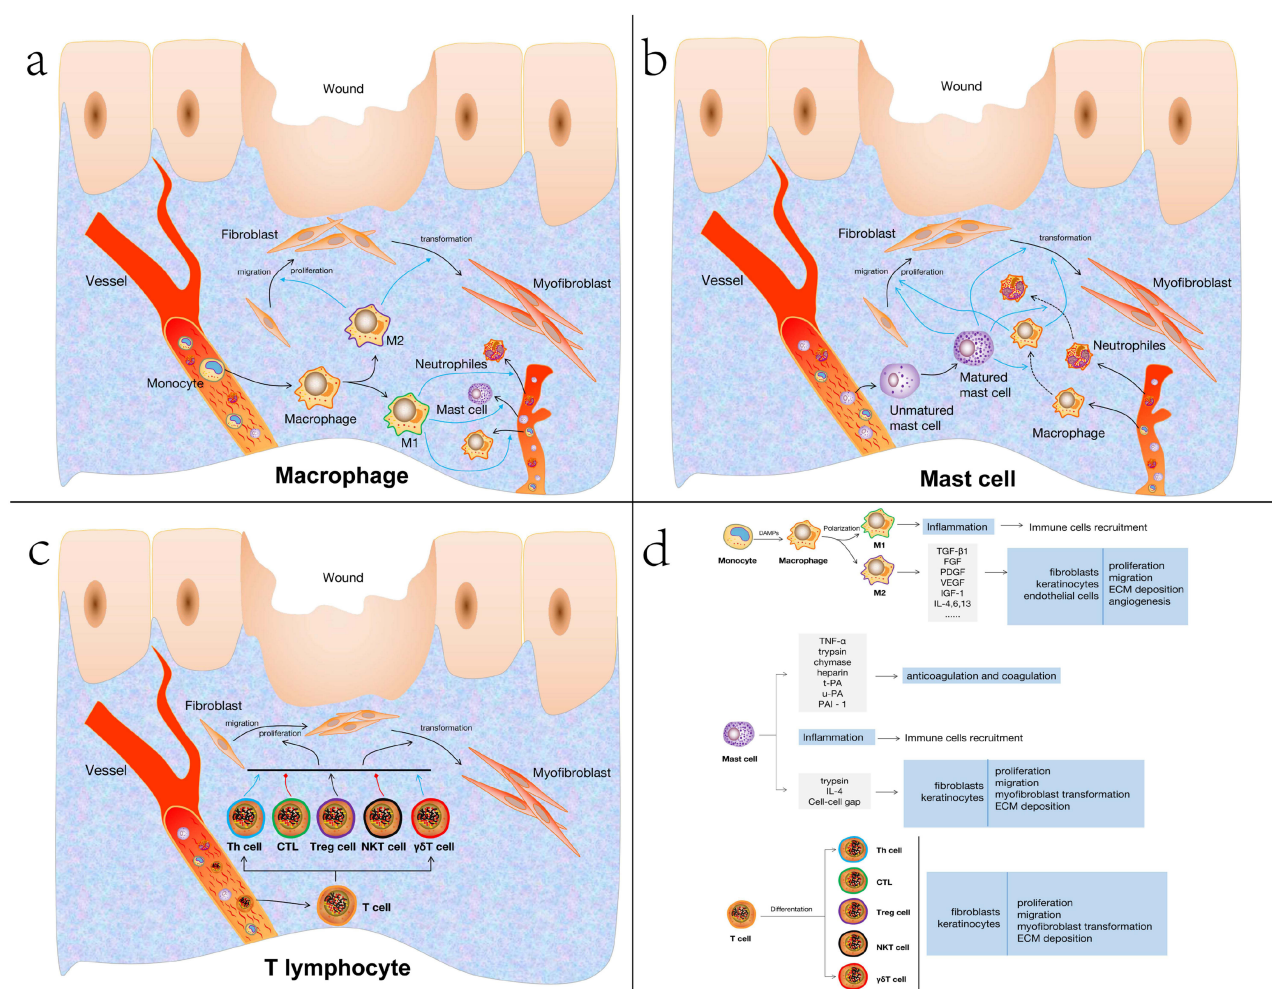 a
Wound
Fibroblast
transformation
migration
proliferation
Vessel
Myofibroblast
M2
Neutrophiles
Monocyte
Mast cell
Macrophage
M1
Macrophage
b
Wound
Fibroblast
transformation
migration
proliferation
Vessel
Myofibroblast
Neutrophiles
Matured
mast cell
Unmatured
mast cell
Macrophage
Mast cell
c
Wound
Fibroblast
migration
proliferation
transformation
Vessel
Myofibroblast
Th cell
CTL
Treg cell
NKT cell
γδT cell
T cell
T lymphocyte
d
Monocyte
DAMPs
Macrophage
Polarization
M1
Inflammation
Immune cells recruitment
M2
TGF-β1
FGF
PDGF
VEGF
IGF-1
IL-4,6,13
......
fibroblasts
keratinocytes
endothelial cells
proliferation
migration
ECM deposition
angiogenesis
Mast cell
TNF-α
trypsin
chymase
heparin
t-PA
u-PA
PAI - 1
anticoagulation and coagulation
Inflammation
Immune cells recruitment
trypsin
IL-4
Cell-cell gap
fibroblasts
keratinocytes
proliferation
migration
myofibroblast transformation
ECM deposition
T cell
Differentation
Th cell
CTL
Treg cell
NKT cell
γδT cell
fibroblasts
keratinocytes
proliferation
migration
myofibroblast transformation
ECM deposition